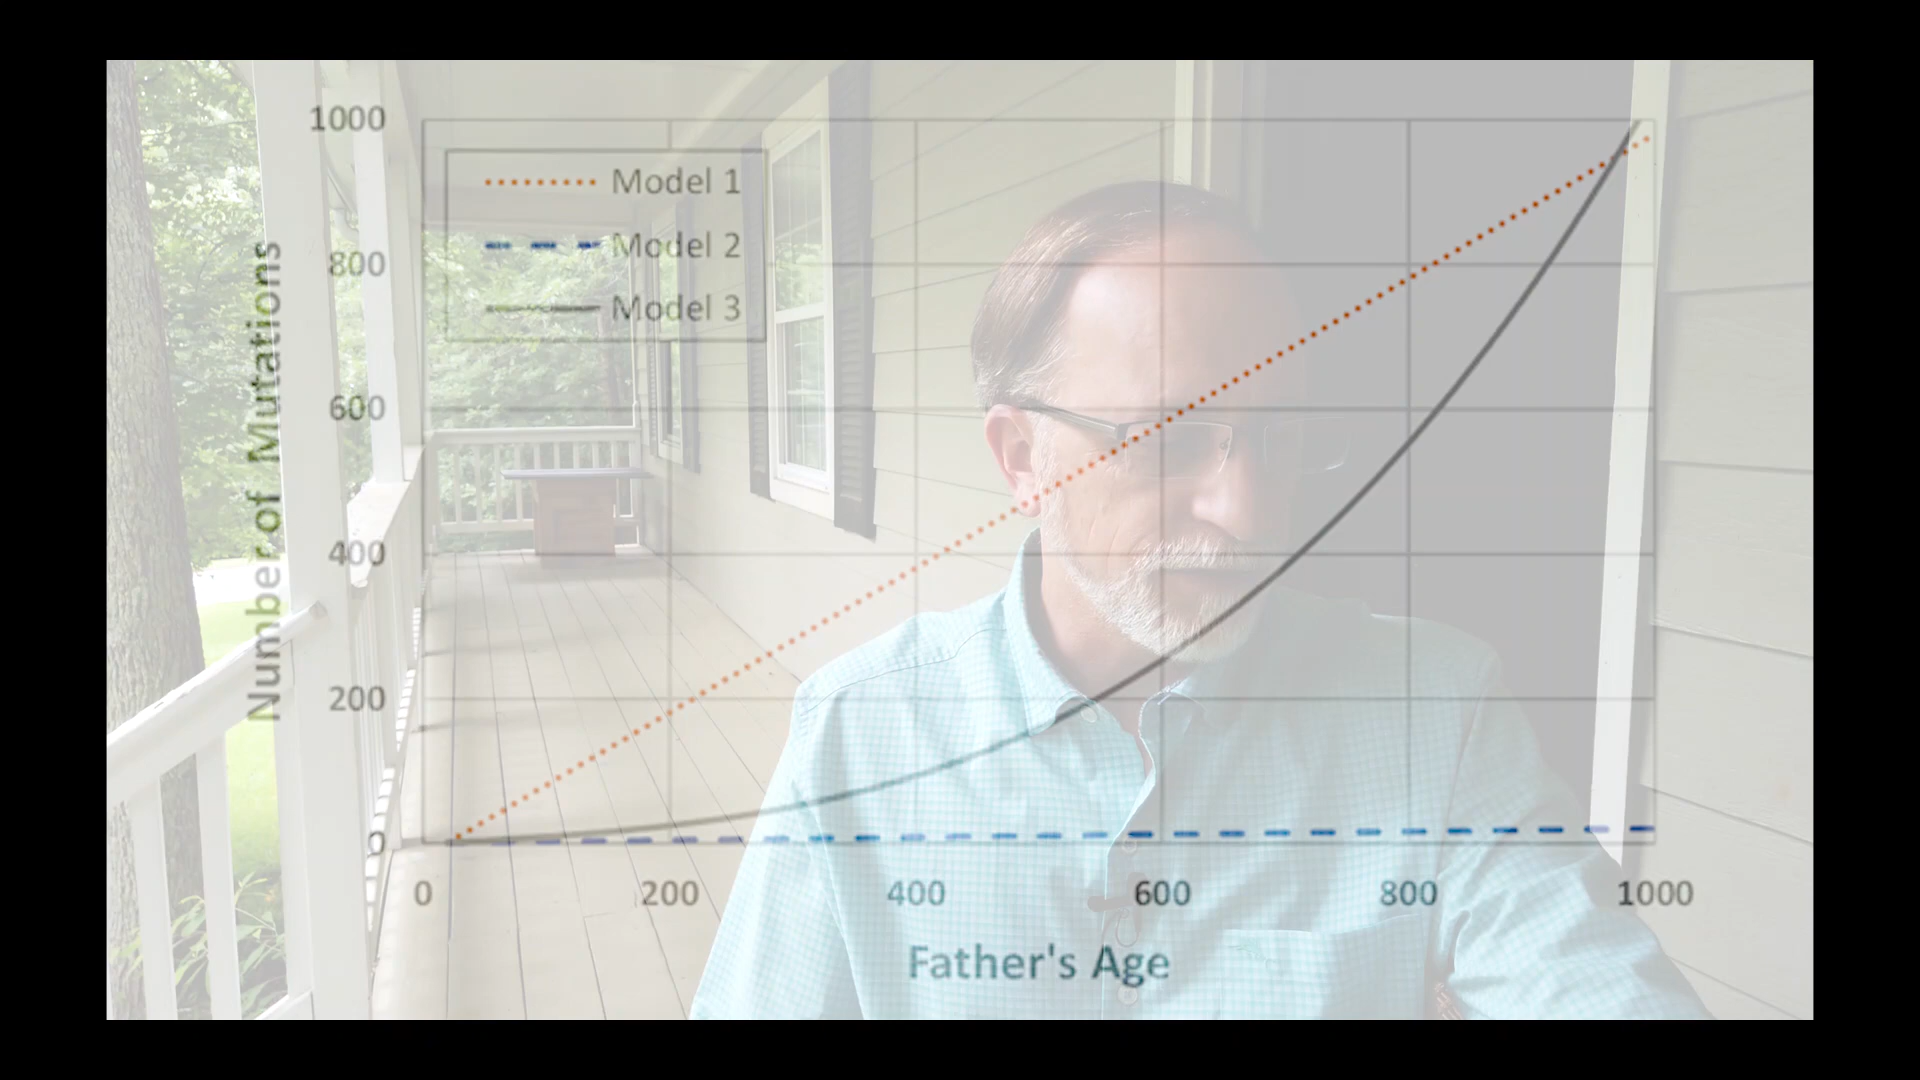 1000
800
600
400
200
0
Number of Mutations
Model 1
Model 2
Model 3
0 200 400 600 800 1000
Father's Age